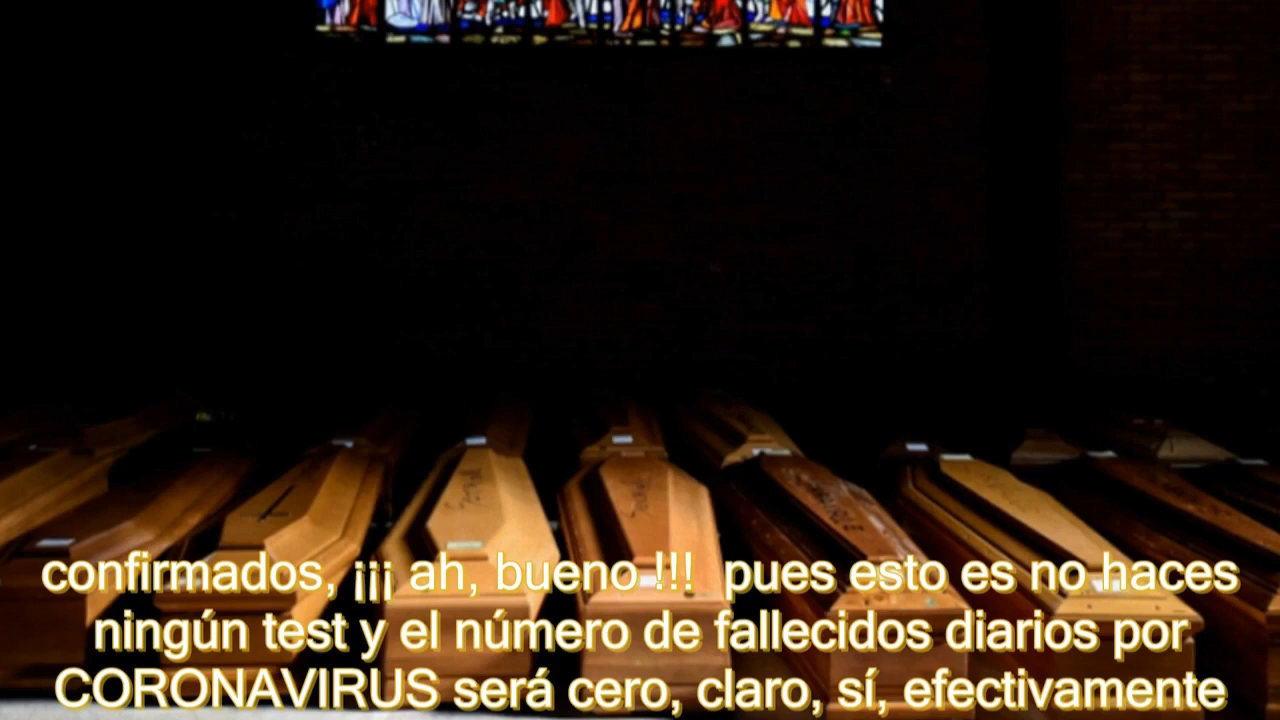 confirmados, ¡¡¡ ah, bueno !!! pues esto es no haces
ningún test y el número de fallecidos diarios por
CORONAVIRUS será cero, claro, sí, efectivamente